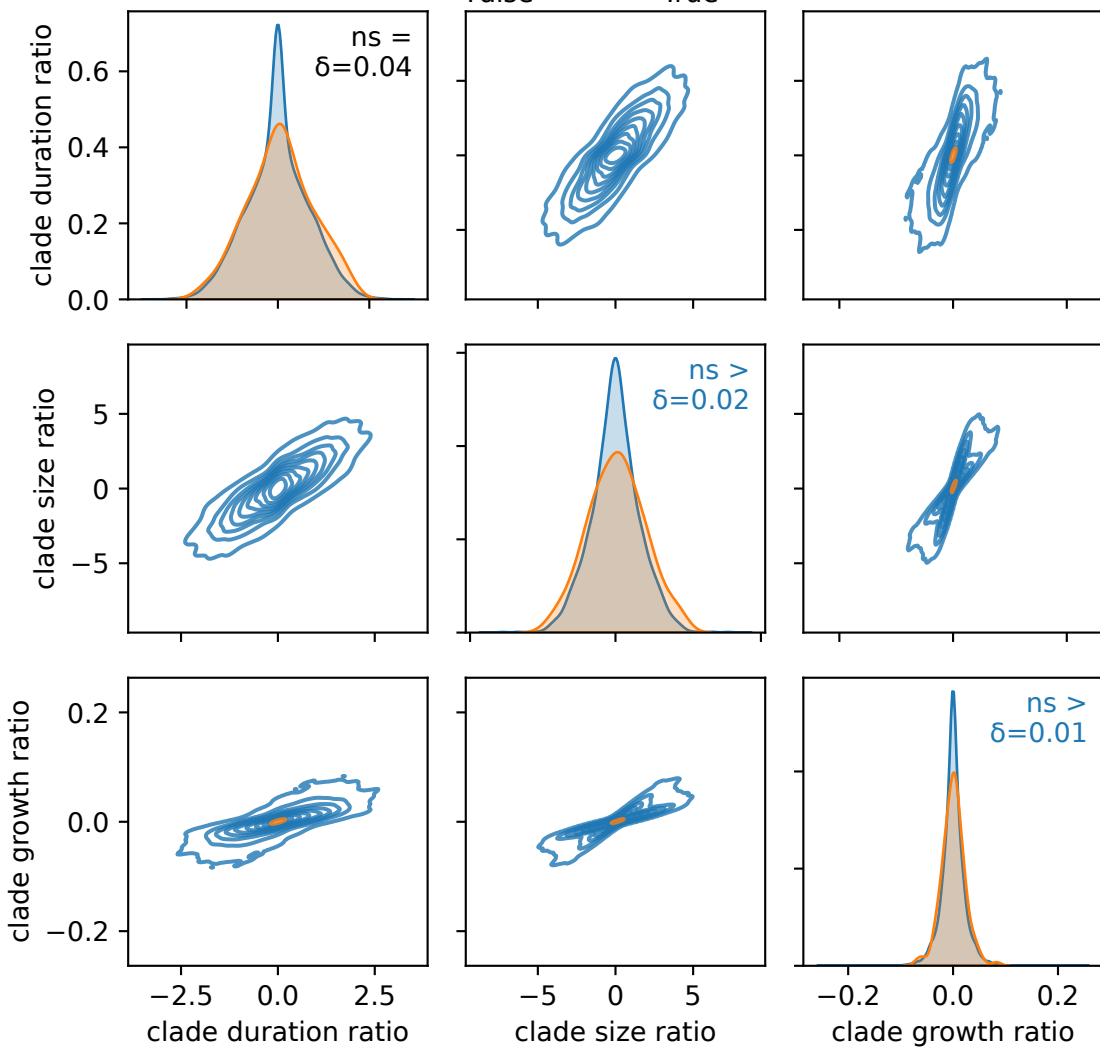 True
clade duration ratio
0.6
0.4
0.2
0.0
ns =
δ=0.04
clade size ratio
5
0
−5
ns >
δ=0.02
clade growth ratio
0.2
0.0
−0.2
ns >
δ=0.01
−2.5 0.0 2.5
−5 0 5
−0.2 0.0 0.2
clade duration ratio
clade size ratio
clade growth ratio